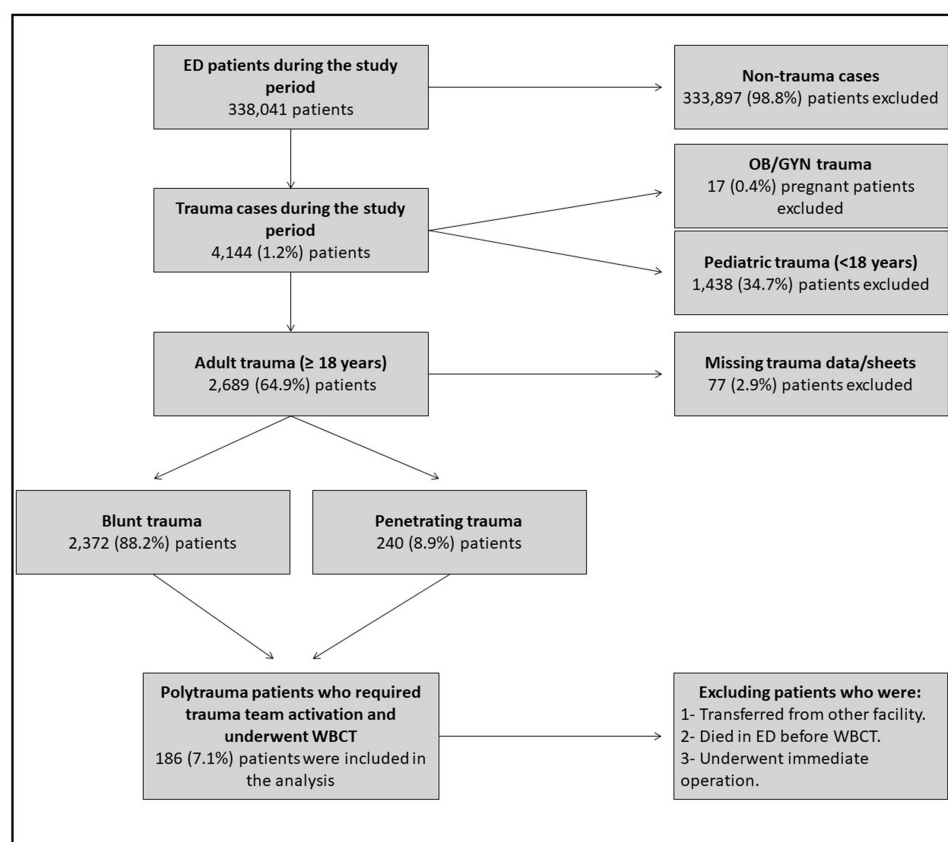 ED patients during the study
period
338,041 patients
Non-trauma cases
333,897 (98.8%) patients excluded
OB/GYN trauma
17 (0.4%) pregnant patients
excluded
Trauma cases during the study
period
4,144 (1.2%) patients
Pediatric trauma (<18 years)
1,438 (34.7%) patients excluded
Adult trauma (≥ 18 years)
2,689 (64.9%) patients
Missing trauma data/sheets
77 (2.9%) patients excluded
Blunt trauma
2,372 (88.2%) patients
Penetrating trauma
240 (8.9%) patients
Polytrauma patients who required
trauma team activation and
underwent WBCT
186 (7.1%) patients were included in
the analysis
Excluding patients who were:
1- Transferred from other facility.
2- Died in ED before WBCT.
3- Underwent immediate
operation.